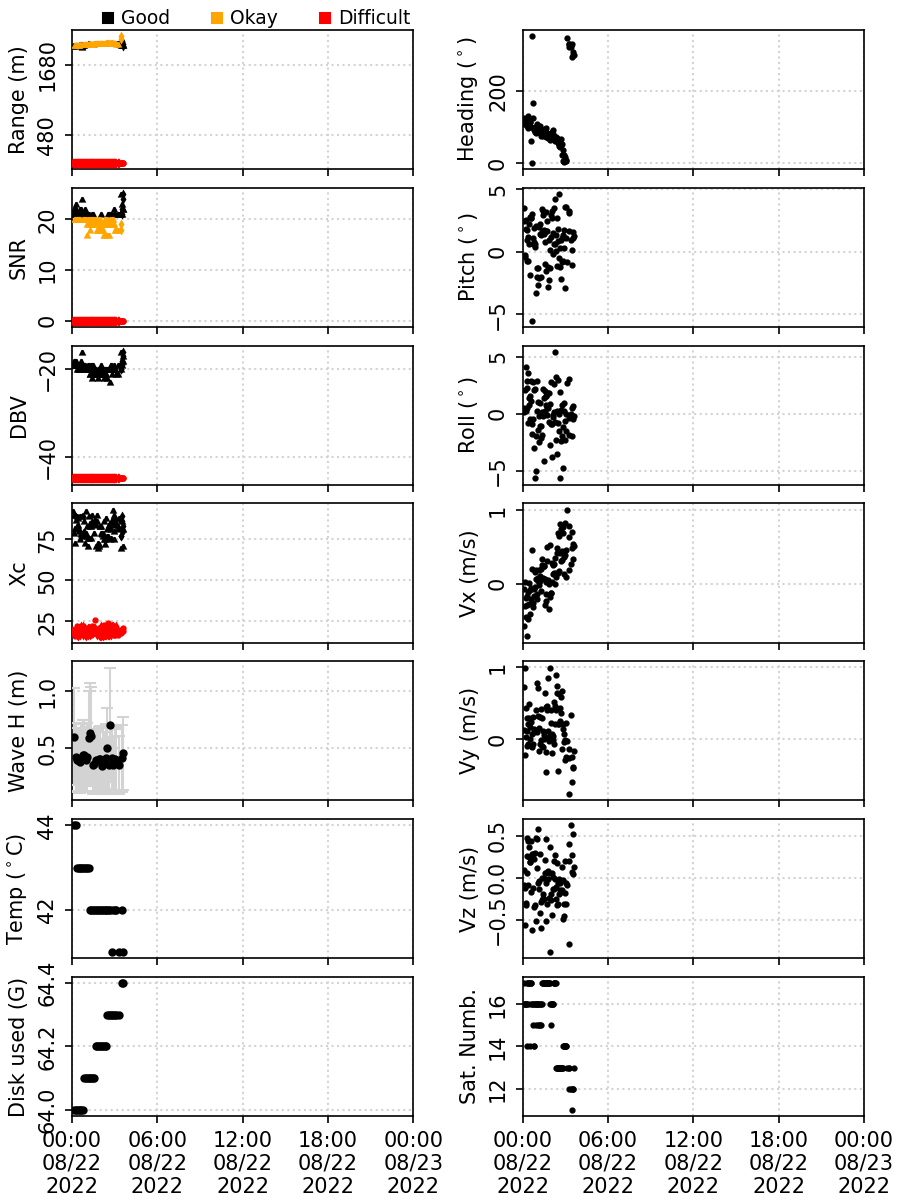 Good Okay Difficult
Range (m)
1680
480
Heading (°)
200
0
SNR
20
10
0
Pitch (°)
5
0
−5
DBV
−20
−40
Roll (°)
5
0
−5
Xc
75
50
25
Vx (m/s)
1
0
Wave H (m)
1.0
0.5
Vy (m/s)
1
0
Temp (°C)
44
42
Vz (m/s)
0.5
0.0
−0.5
Disk used (G)
64.4
64.2
64.0
Sat. Numb.
16
14
12
00:00 06:00 12:00 18:00 00:00
08/22 08/22 08/22 08/22 08/23
2022 2022 2022 2022 2022
00:00 06:00 12:00 18:00 00:00
08/22 08/22 08/22 08/22 08/23
2022 2022 2022 2022 2022